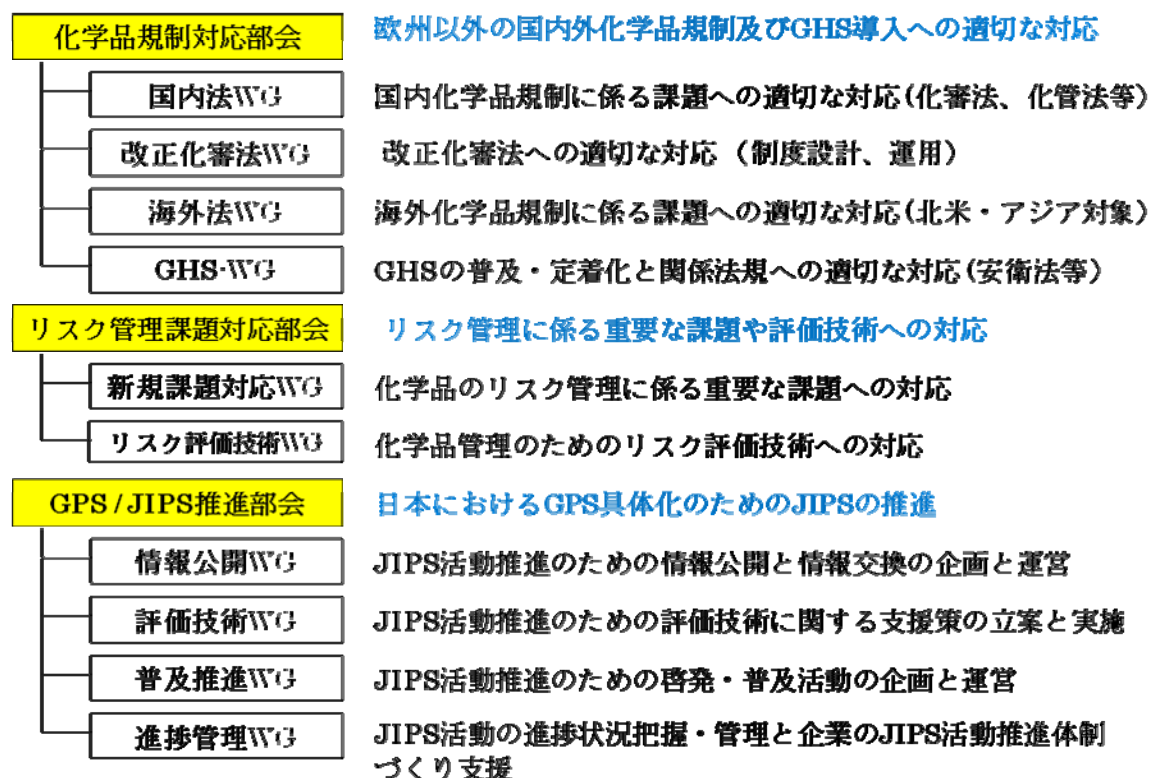 化学品規制対応部会 欧州以外の国内外化学品規制及びGHS導入への適切な対応
国内法WG 国内化学品規制に係る課題への適切な対応(化審法、化管法等)
改正化審法WG 改正化審法への適切な対応 (制度設計、運用)
海外法WG 海外化学品規制に係る課題への適切な対応(北米・アジア対象)
GHS-WG GHSの普及・定着化と関係法規への適切な対応(安衛法等)
リスク管理課題対応部会 リスク管理に係る重要な課題や評価技術への対応
新規課題対応WG 化学品のリスク管理に係る重要な課題への対応
リスク評価技術WG 化学品管理のためのリスク評価技術への対応
GPS/JIPS推進部会 日本におけるGPS具体化のためのJIPSの推進
情報公開WG JIPS活動推進のための情報公開と情報交換の企画と運営
評価技術WG JIPS活動推進のための評価技術に関する支援策の立案と実施
普及推進WG JIPS活動推進のための啓発・普及活動の企画と運営
進捗管理WG JIPS活動の進捗状況把握・管理と企業のJIPS活動推進体制
づくり支援